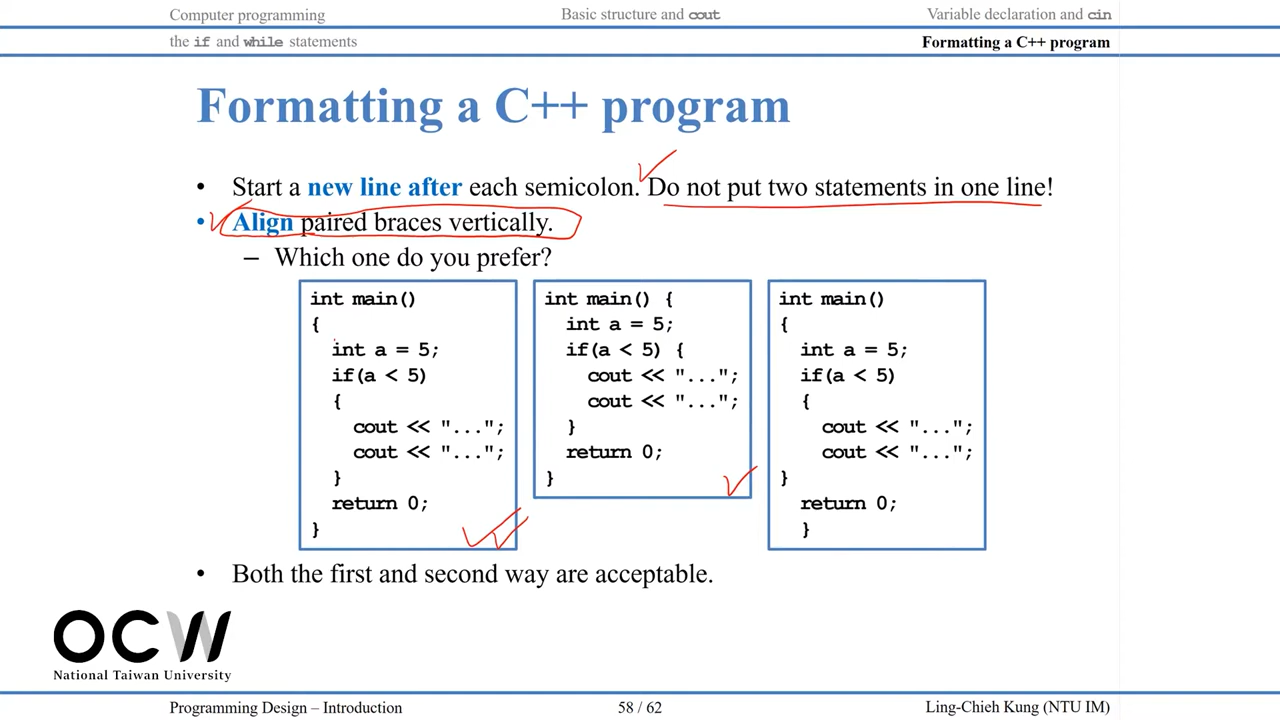 Computer programming
Basic structure and cout
Variable declaration and cin
the if and while statements
Formatting a C++ program
Formatting a C++ program
• Start a new line after each semicolon. Do not put two statements in one line!
• Align paired braces vertically.
– Which one do you prefer?
int main()
{
  int a = 5;
  if(a < 5)
  {
    cout << "...";
    cout << "...";
  }
  return 0;
}
int main() {
  int a = 5;
  if(a < 5) {
    cout << "...";
    cout << "...";
  }
  return 0;
}
int main()
{
  int a = 5;
  if(a < 5)
  {
    cout << "...";
    cout << "...";
}
  return 0;
  }
• Both the first and second way are acceptable.
OCW
National Taiwan University
Programming Design – Introduction
58 / 62
Ling-Chieh Kung (NTU IM)